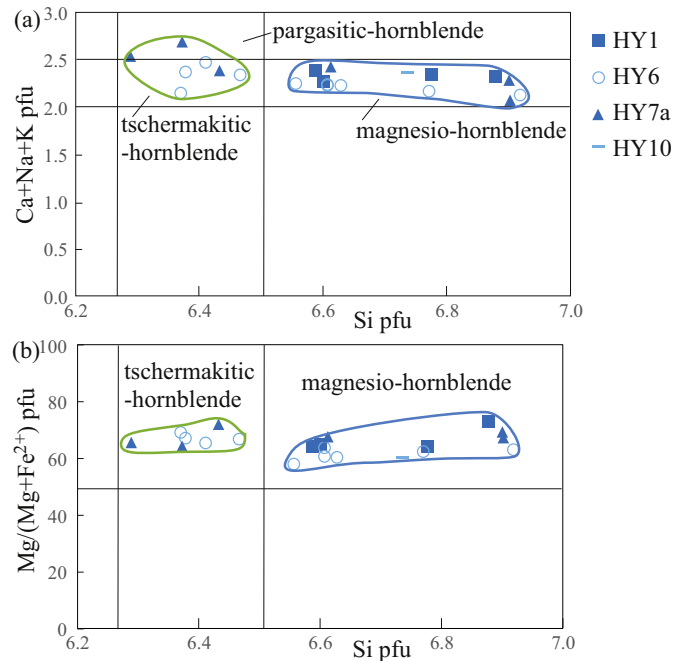 (a)
pargasitic-hornblende
tschermakitic
-hornblende
magnesio-hornblende
Ca+Na+K pfu
3.0
2.5
2.0
1.5
1.0
0.5
0.0
6.2
6.4
6.6
6.8
7.0
Si pfu
HY1
HY6
HY7a
HY10
(b)
tschermakitic
-hornblende
magnesio-hornblende
Mg/(Mg+Fe²⁺) pfu
100
80
60
40
20
0
6.2
6.4
6.6
6.8
7.0
Si pfu